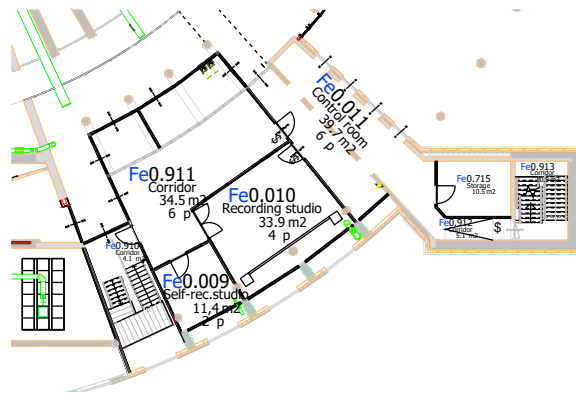 Fe0.011
Control room
39.7 m2
6 p
Fe0.911
Corridor
34.5 m2
6 p
Fe0.010
Recording studio
33.9 m2
4 p
Fe0.009
Self-rec.studio
11,4 m2
2 p
Fe0.910
Corridor
4.1 m2
Fe0.715
Storage
10.5 m2
Fe0.913
Corridor
Fe0.912
Corridor
5.1 m2
$